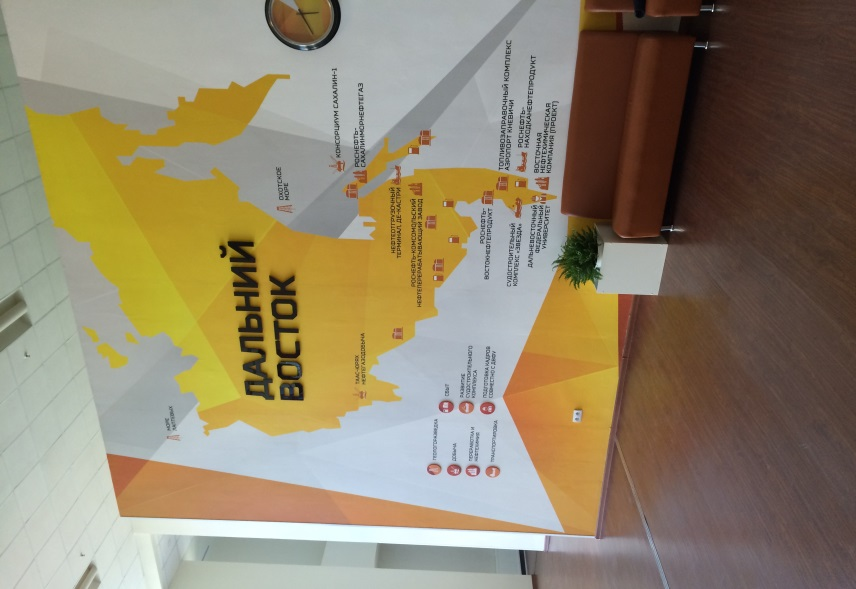 ДАЛЬНИЙ
ВОСТОК
МОРЕ
ЛАПТЕВЫХ
ОХОТСКОЕ
МОРЕ
КОНСОРЦИУМ САХАЛИН-1
РОСНЕФТЬ-
САХАЛИНМОРНЕФТЕГАЗ
ТААС-ЮРЯХ
НЕФТЕГАЗОДОБЫЧА
НЕФТЕОТГРУЗОЧНЫЙ
ТЕРМИНАЛ, ДЕ-КАСТРИ
РОСНЕФТЬ-КОМСОМОЛЬСКИЙ
НЕФТЕПЕРЕРАБАТЫВАЮЩИЙ ЗАВОД
РОСНЕФТЬ-
ВОСТОКНЕФТЕПРОДУКТ
ТОПЛИВОЗАПРАВОЧНЫЙ КОМПЛЕКС
АЭРОПОРТ КНЕВИЧИ
РОСНЕФТЬ-
НАХОДКАНЕФТЕПРОДУКТ
ВОСТОЧНАЯ
НЕФТЕХИМИЧЕСКАЯ
КОМПАНИЯ (ПРОЕКТ)
СУДОСТРОИТЕЛЬНЫЙ
КОМПЛЕКС «ЗВЕЗДА»
ДАЛЬНЕВОСТОЧНЫЙ
ФЕДЕРАЛЬНЫЙ
УНИВЕРСИТЕТ
ГЕОЛОГОРАЗВЕДКА
ДОБЫЧА
ПЕРЕРАБОТКА И
НЕФТЕХИМИЯ
ТРАНСПОРТИРОВКА
СБЫТ
РАЗВИТИЕ
СУДОСТРОИТЕЛЬНОГО
КОМПЛЕКСА
ПОДГОТОВКА КАДРОВ
СОВМЕСТНО С ДВФУ